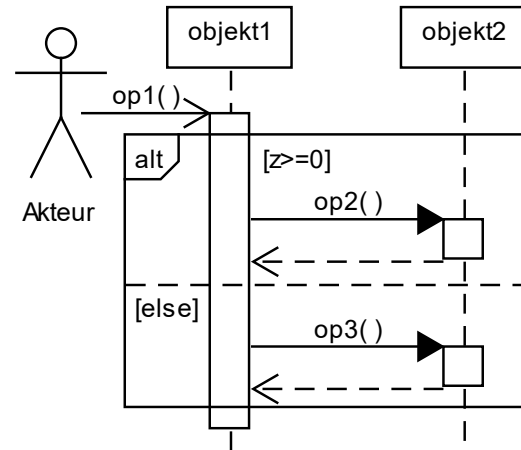 objekt1
objekt2
op1( )
alt
[z>=0]
Akteur
op2( )
[else]
op3( )